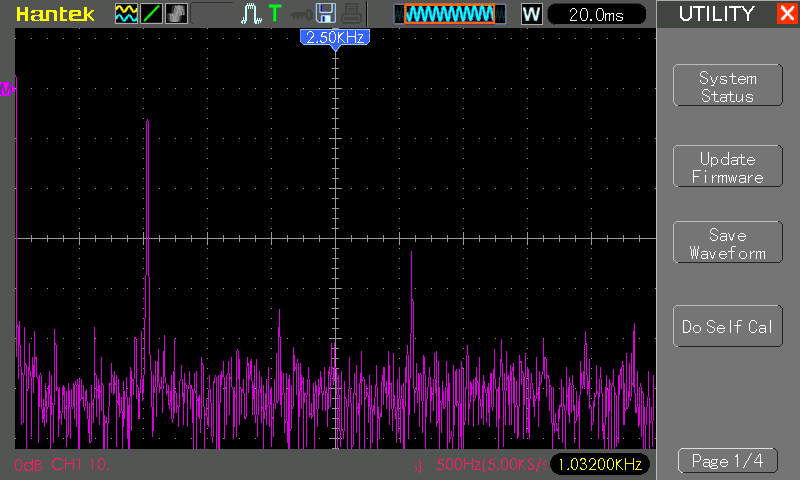 Hantek
T
W
20.0ms
UTILITY
2.50KHz
M
System
Status
Update
Firmware
Save
Waveform
Do Self Cal
0dB CH1 10.
s) 500Hz(5.00KS/s
1.03200KHz
Page 1/4